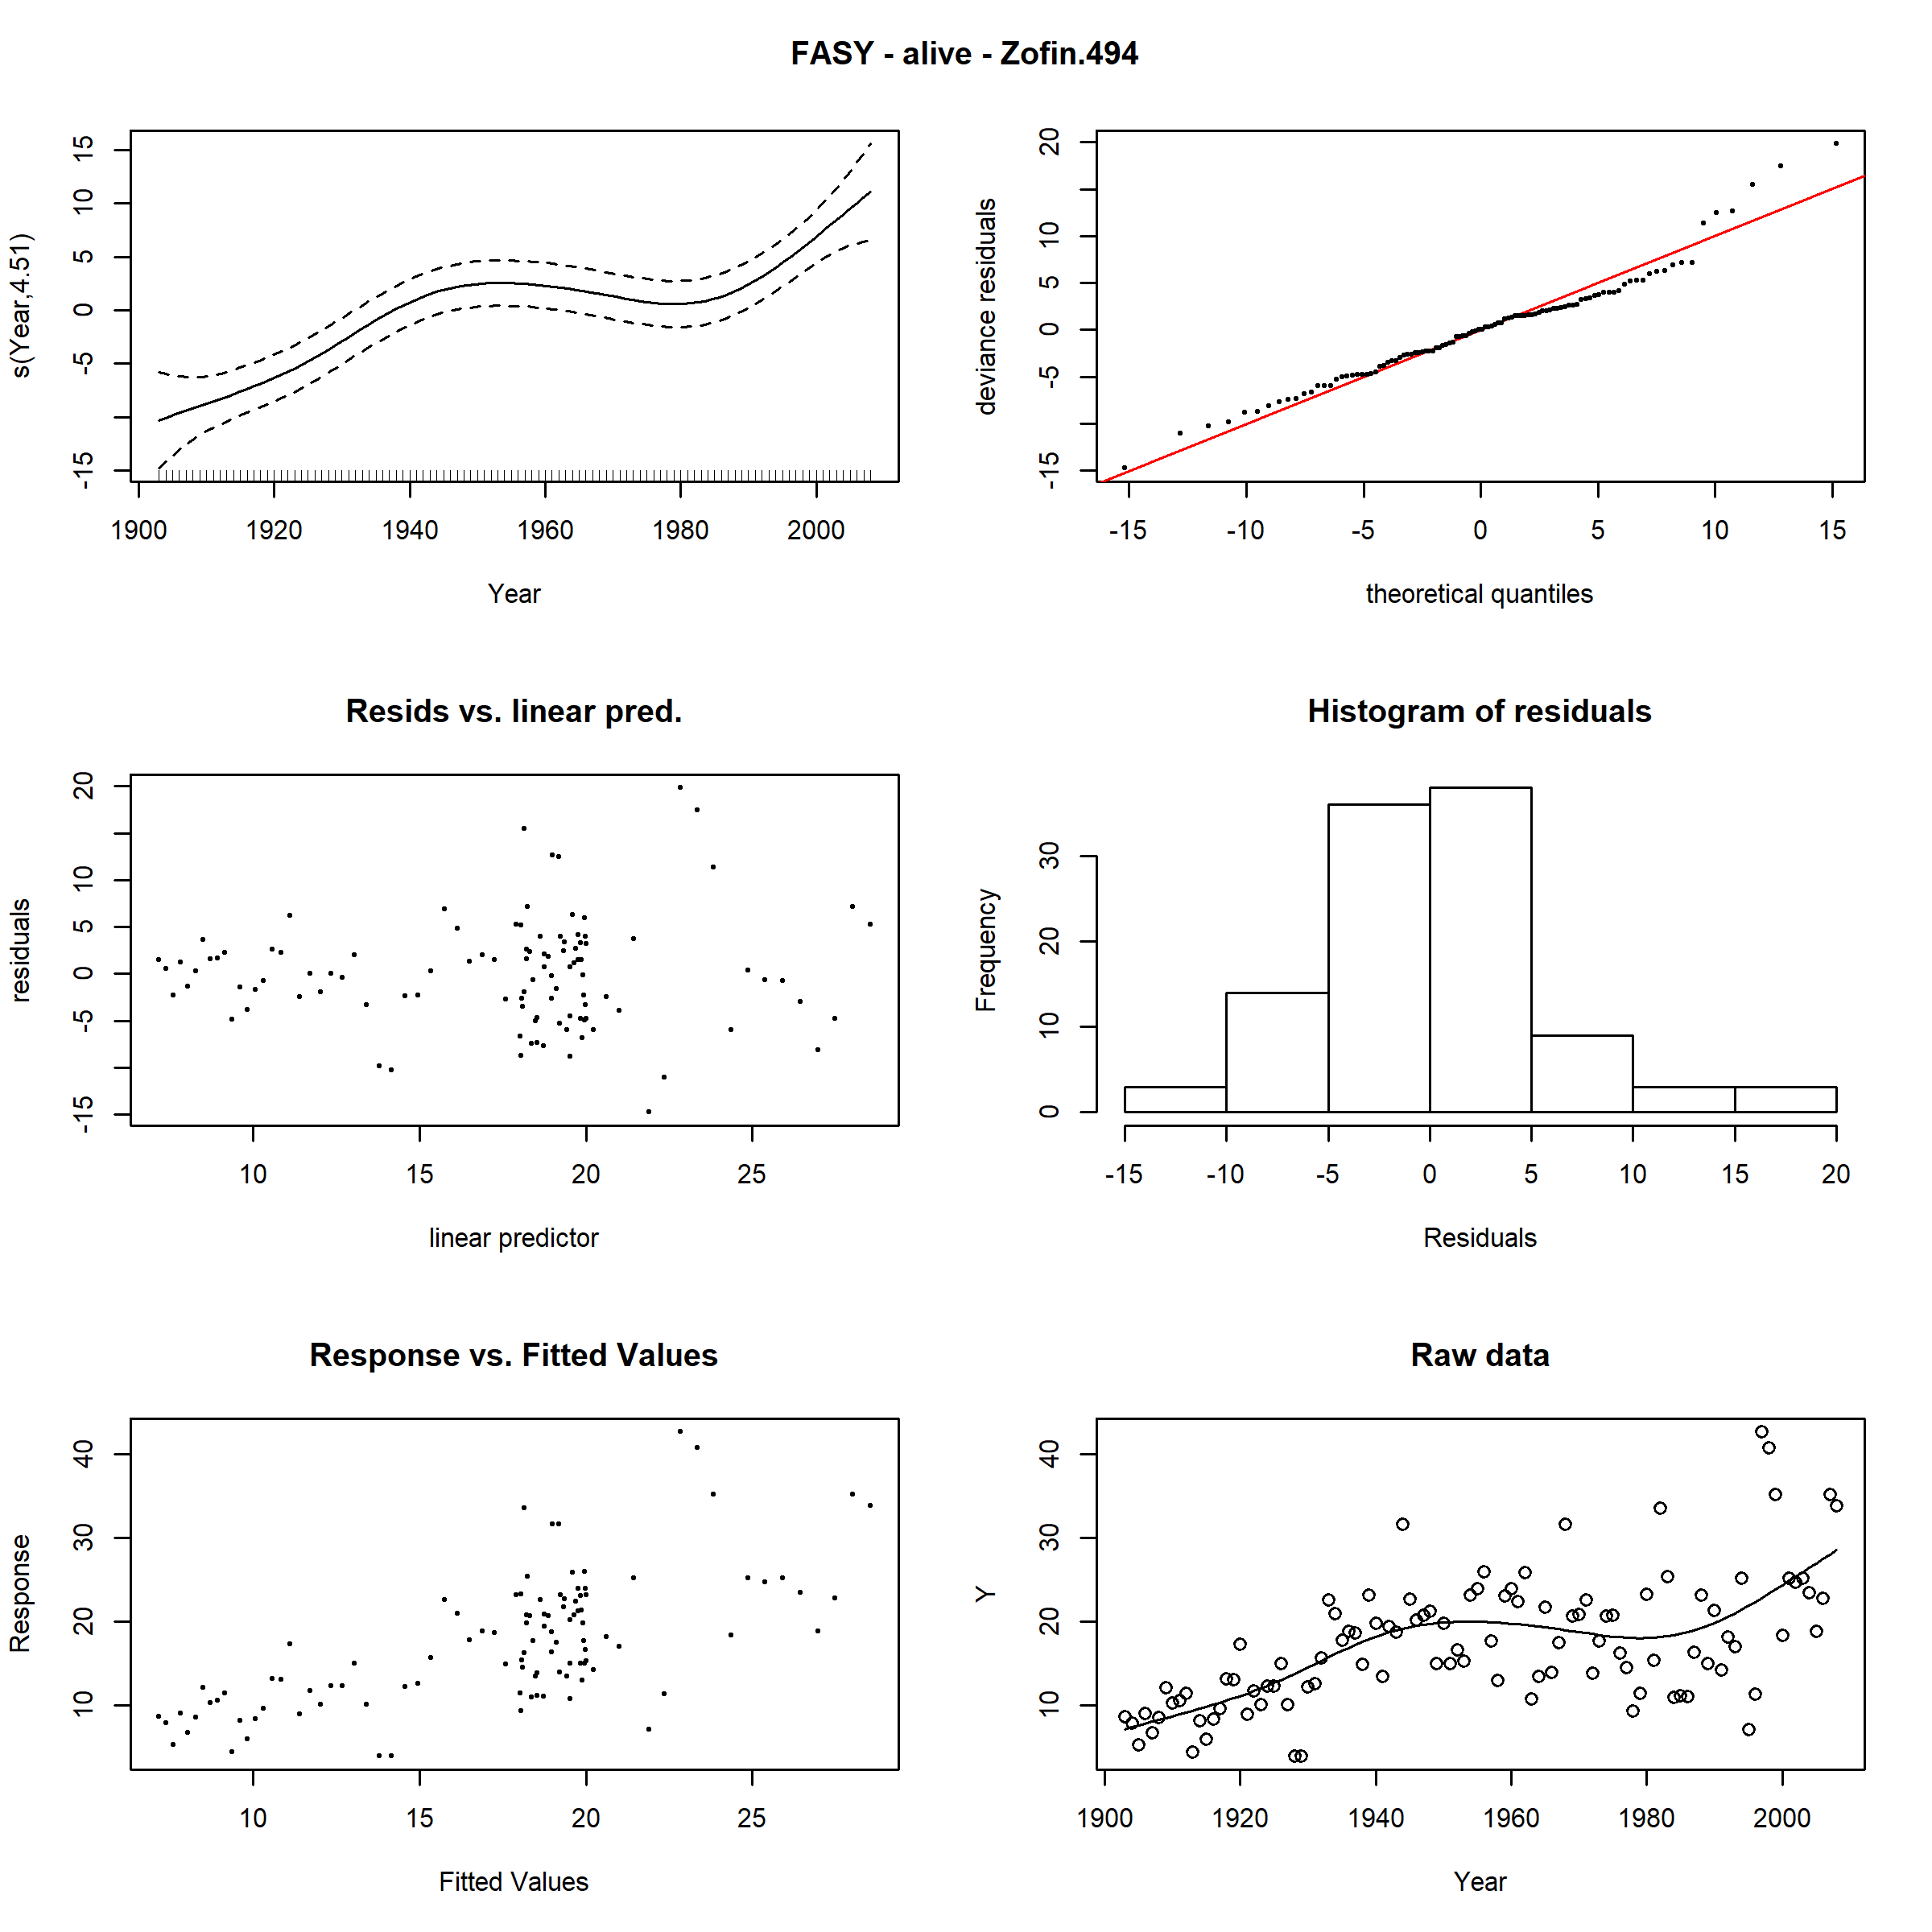 FASY - alive - Zofin.494
s(Year,4.51)
15
10
5
0
-5
-15
1900 1920 1940 1960 1980 2000
Year
deviance residuals
20
10
5
0
-5
-15
-15 -10 -5 0 5 10 15
theoretical quantiles
Resids vs. linear pred.
residuals
20
10
5
0
-5
-15
10 15 20 25
linear predictor
Histogram of residuals
Frequency
30
20
10
0
-15 -10 -5 0 5 10 15 20
Residuals
Response vs. Fitted Values
Response
40
30
20
10
10 15 20 25
Fitted Values
Raw data
Y
40
30
20
10
1900 1920 1940 1960 1980 2000
Year